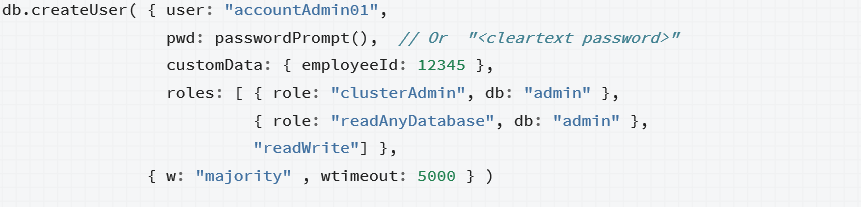 db.createUser( { user: "accountAdmin01",
pwd: passwordPrompt(), // Or "<cleartext password>"
customData: { employeeId: 12345 },
roles: [ { role: "clusterAdmin", db: "admin" },
{ role: "readAnyDatabase", db: "admin" },
"readWrite"] },
{ w: "majority" , wtimeout: 5000 } )